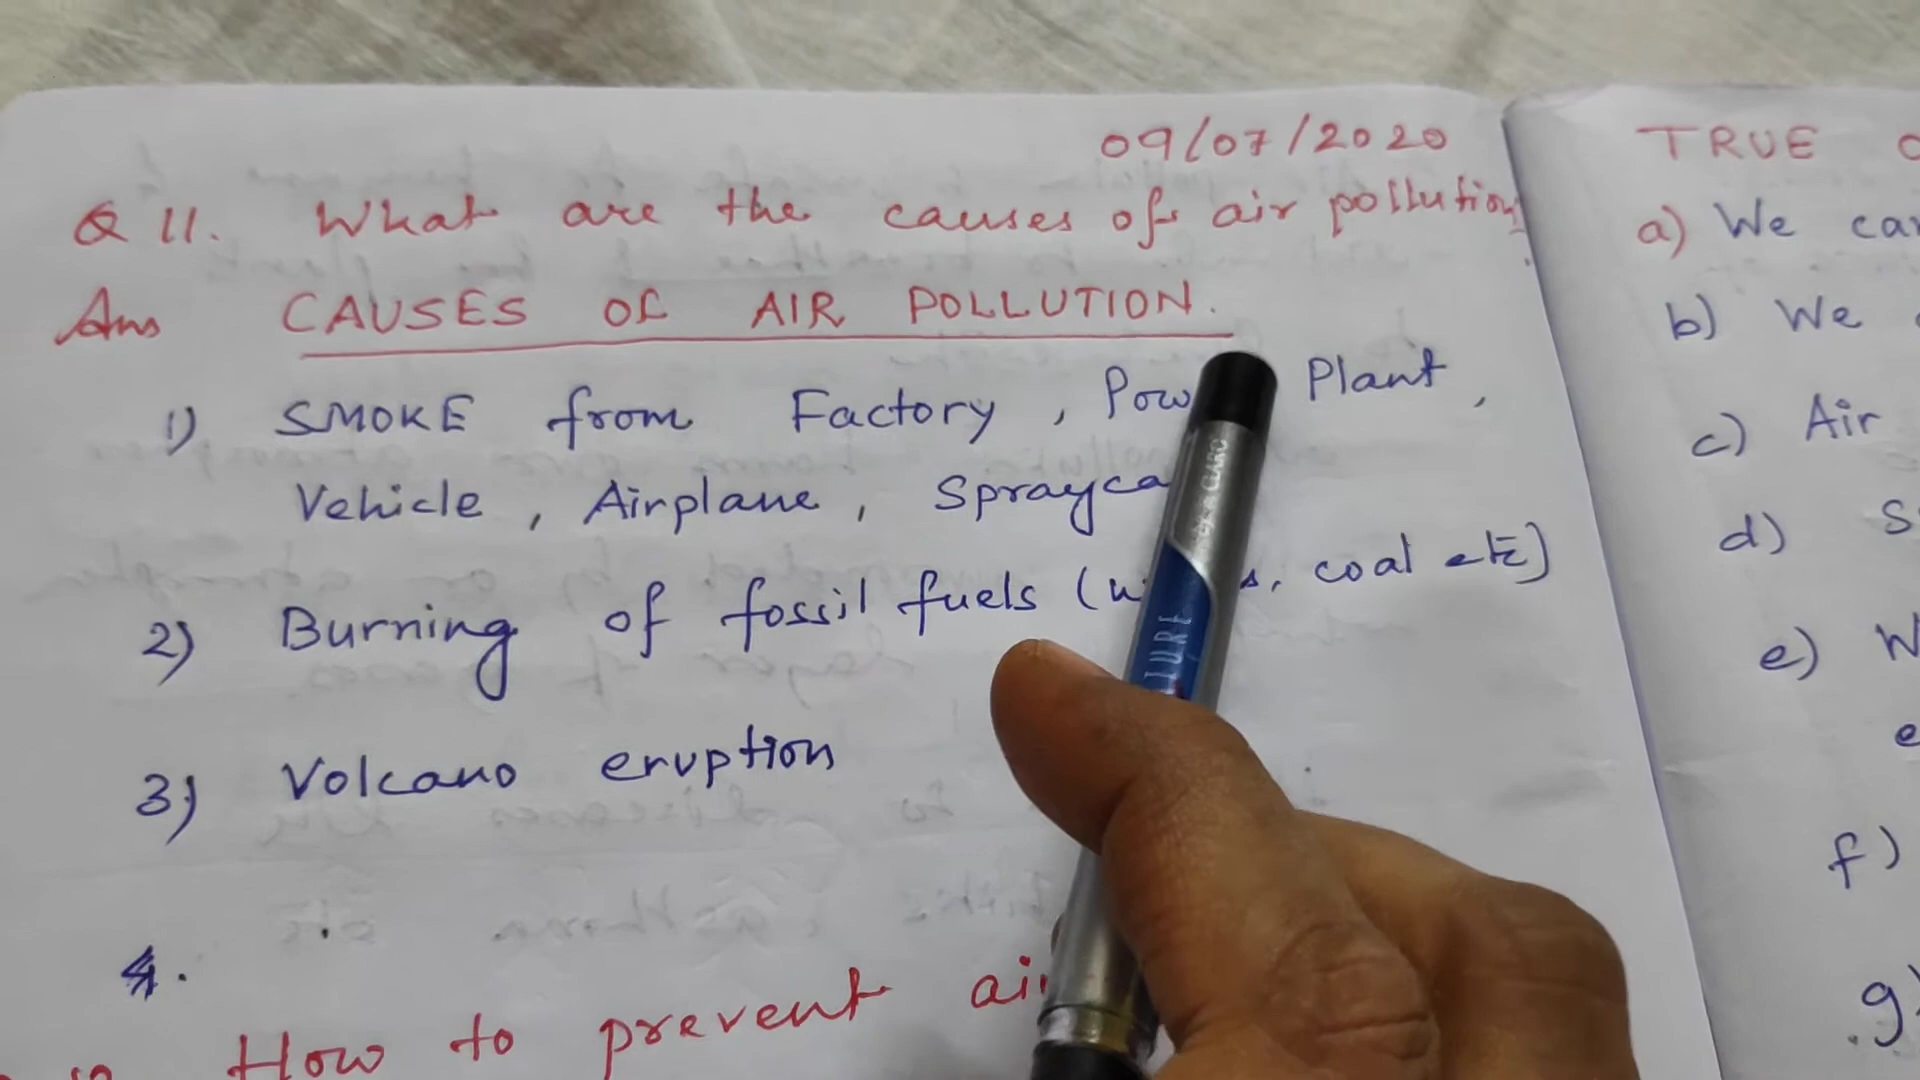 09/07/2020
Q 11. What are the causes of air pollution
Ans CAUSES OF AIR POLLUTION.
1) SMOKE from Factory, Plant,
Vehicle, Airplane,
2) Burning of fossil fuels ( coal etc)
3) Volcano eruption
4.
How to prevent
TRUE
a) We
b) We
c) Air
d)
e)
f)
g)